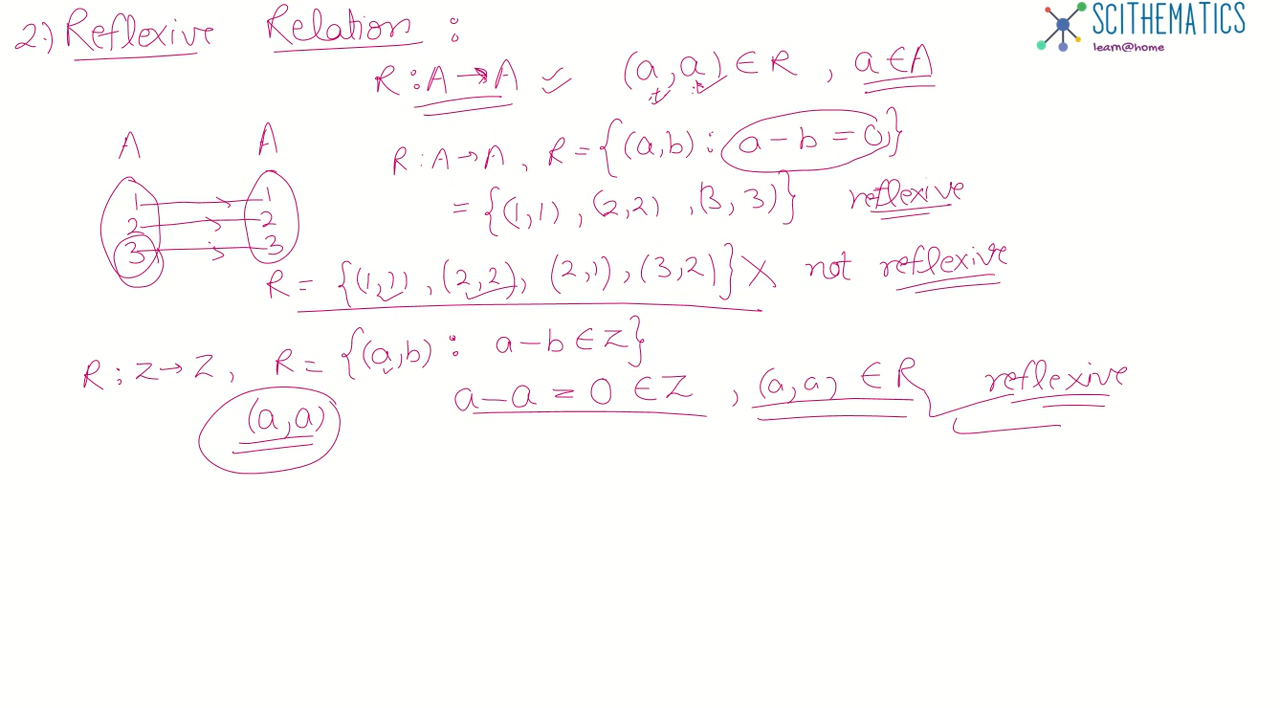 2.) Reflexive Relation :
SCITHEMATICS
learn@home
R : A → A (a, a) ∈ R , a ∈ A
A A
R : A → A , R = {(a,b) : a - b = 0}
1 1
2 2
3 3
= {(1,1) , (2,2) , (3, 3)} reflexive
R = {(1,1) , (2,2), (2,1) , (3,2)} X not reflexive
R : Z → Z , R = {(a,b) : a - b ∈ Z}
(a,a) a - a = 0 ∈ Z , (a,a) ∈ R reflexive